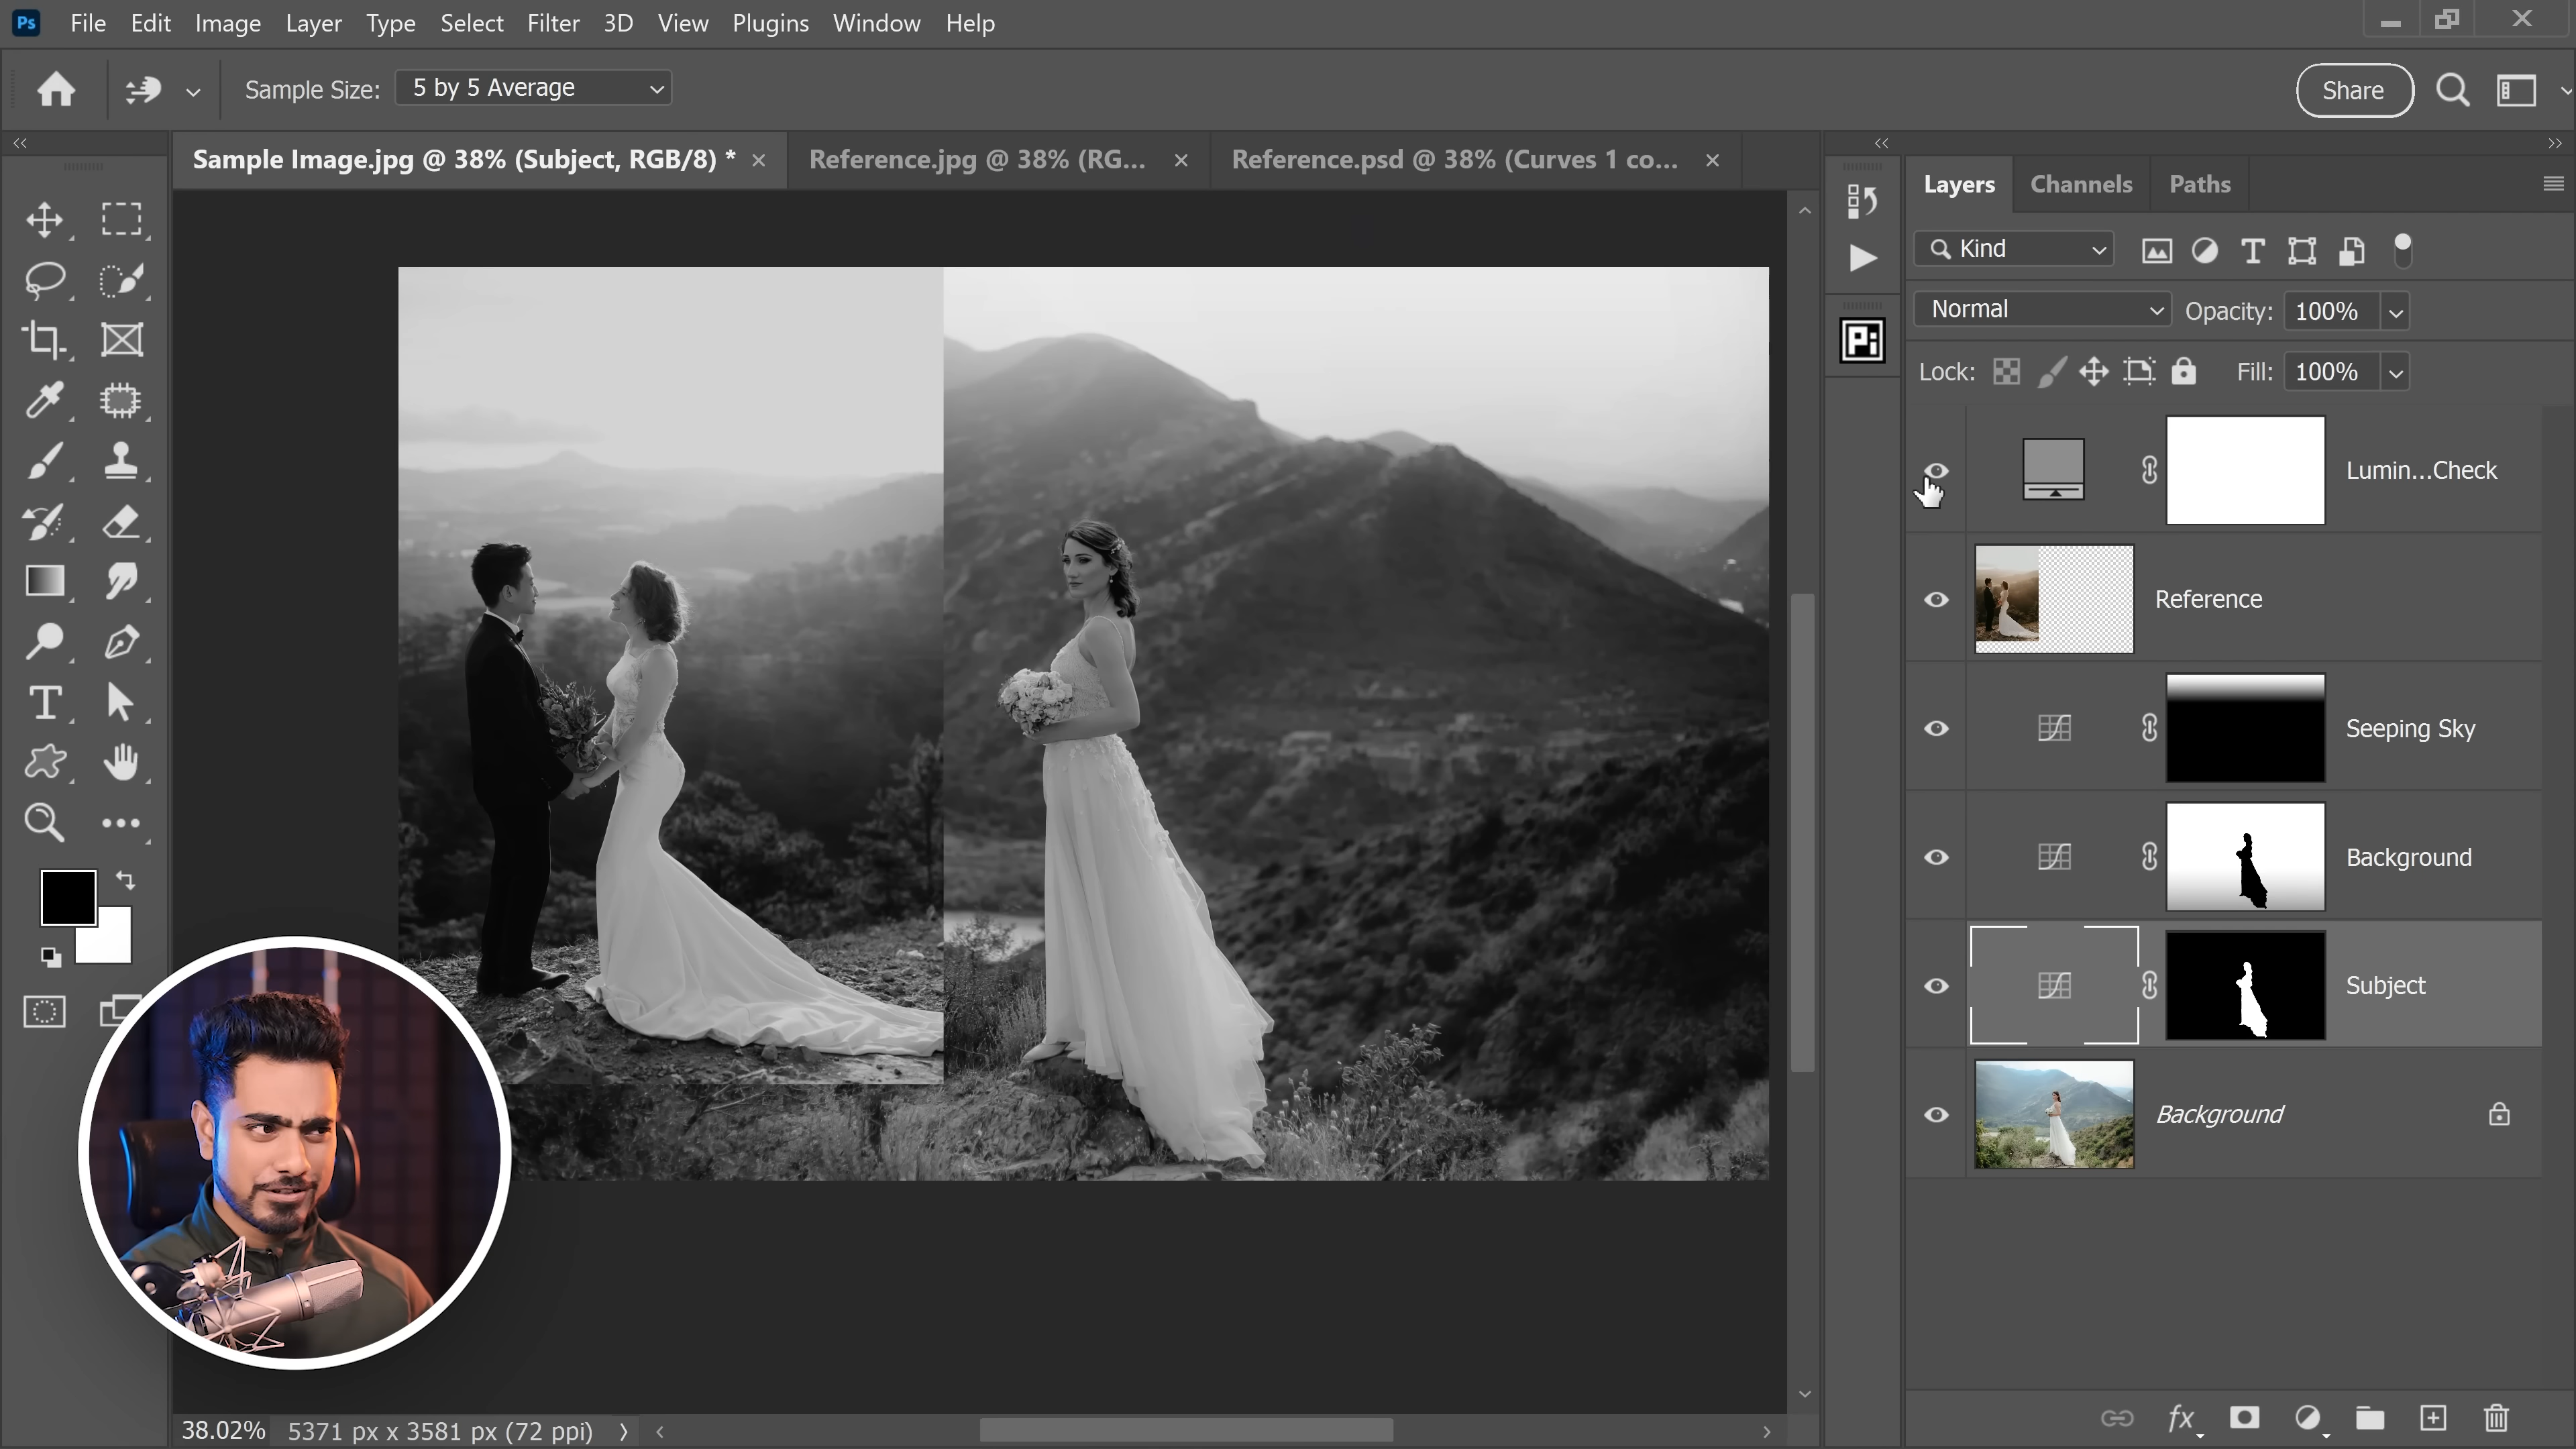 Ps File Edit Image Layer Type Select Filter 3D View Plugins Window Help
Sample Size: 5 by 5 Average Share
Sample Image.jpg @ 38% (Subject, RGB/8) * Reference.jpg @ 38% (RG... Reference.psd @ 38% (Curves 1 co...
Layers Channels Paths
Kind
Normal Opacity: 100%
Pi
Lock: Fill: 100%
Lumin...Check
Reference
Seeping Sky
Background
Subject
Background
fx
38.02% 5371 px x 3581 px (72 ppi)